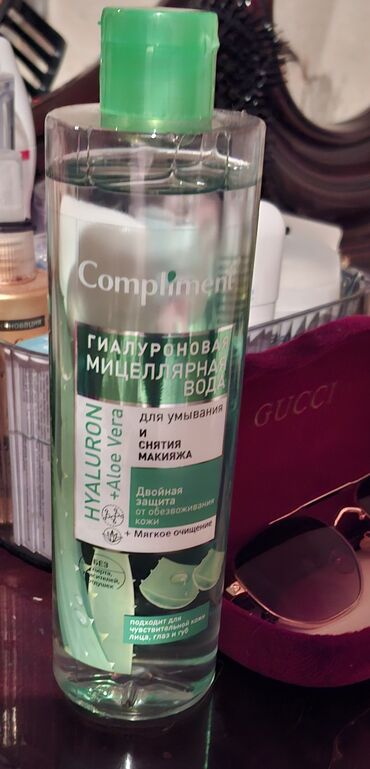 Compliment
ГИАЛУРОНОВАЯ
МИЦЕЛЛЯРНАЯ
ВОДА
HYALURON
+Aloe Vera
для умывания
и
СНЯТИЯ
МАКИЯЖА
Двойная
защита
от обезвоживания
кожи
+ Мягкое очищение
БЕЗ
подходит для
чувствительной кожи
лица, глаз и губ
GUCCI